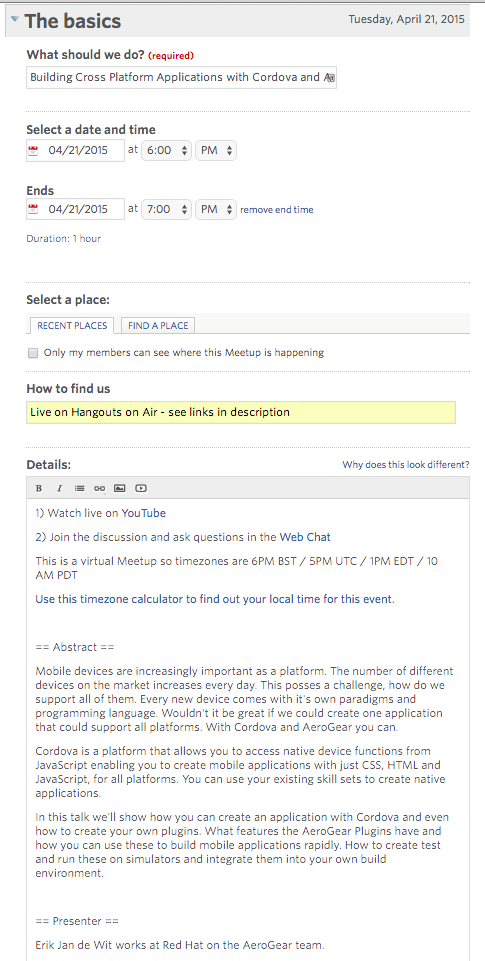 The basics
Tuesday, April 21, 2015
What should we do? (required)
Building Cross Platform Applications with Cordova and
Select a date and time
04/21/2015 at 6:00 PM
Ends
04/21/2015 at 7:00 PM remove end time
Duration: 1 hour
Select a place:
RECENT PLACES FIND A PLACE
Only my members can see where this Meetup is happening
How to find us
Live on Hangouts on Air - see links in description
Details:
Why does this look different?
B I
1) Watch live on YouTube
2) Join the discussion and ask questions in the Web Chat
This is a virtual Meetup so timezones are 6PM BST / 5PM UTC / 1PM EDT / 10
AM PDT
Use this timezone calculator to find out your local time for this event.
== Abstract ==
Mobile devices are increasingly important as a platform. The number of different
devices on the market increases every day. This posses a challenge, how do we
support all of them. Every new device comes with it's own paradigms and
programming language. Wouldn't it be great if we could create one application
that could support all platforms. With Cordova and AeroGear you can.
Cordova is a platform that allows you to access native device functions from
JavaScript enabling you to create mobile applications with just CSS, HTML and
JavaScript, for all platforms. You can use your existing skill sets to create native
applications.
In this talk we'll show how you can create an application with Cordova and even
how to create your own plugins. What features the AeroGear Plugins have and
how you can use these to build mobile applications rapidly. How to create test
and run these on simulators and integrate them into your own build
environment.
== Presenter ==
Erik Jan de Wit works at Red Hat on the AeroGear team.